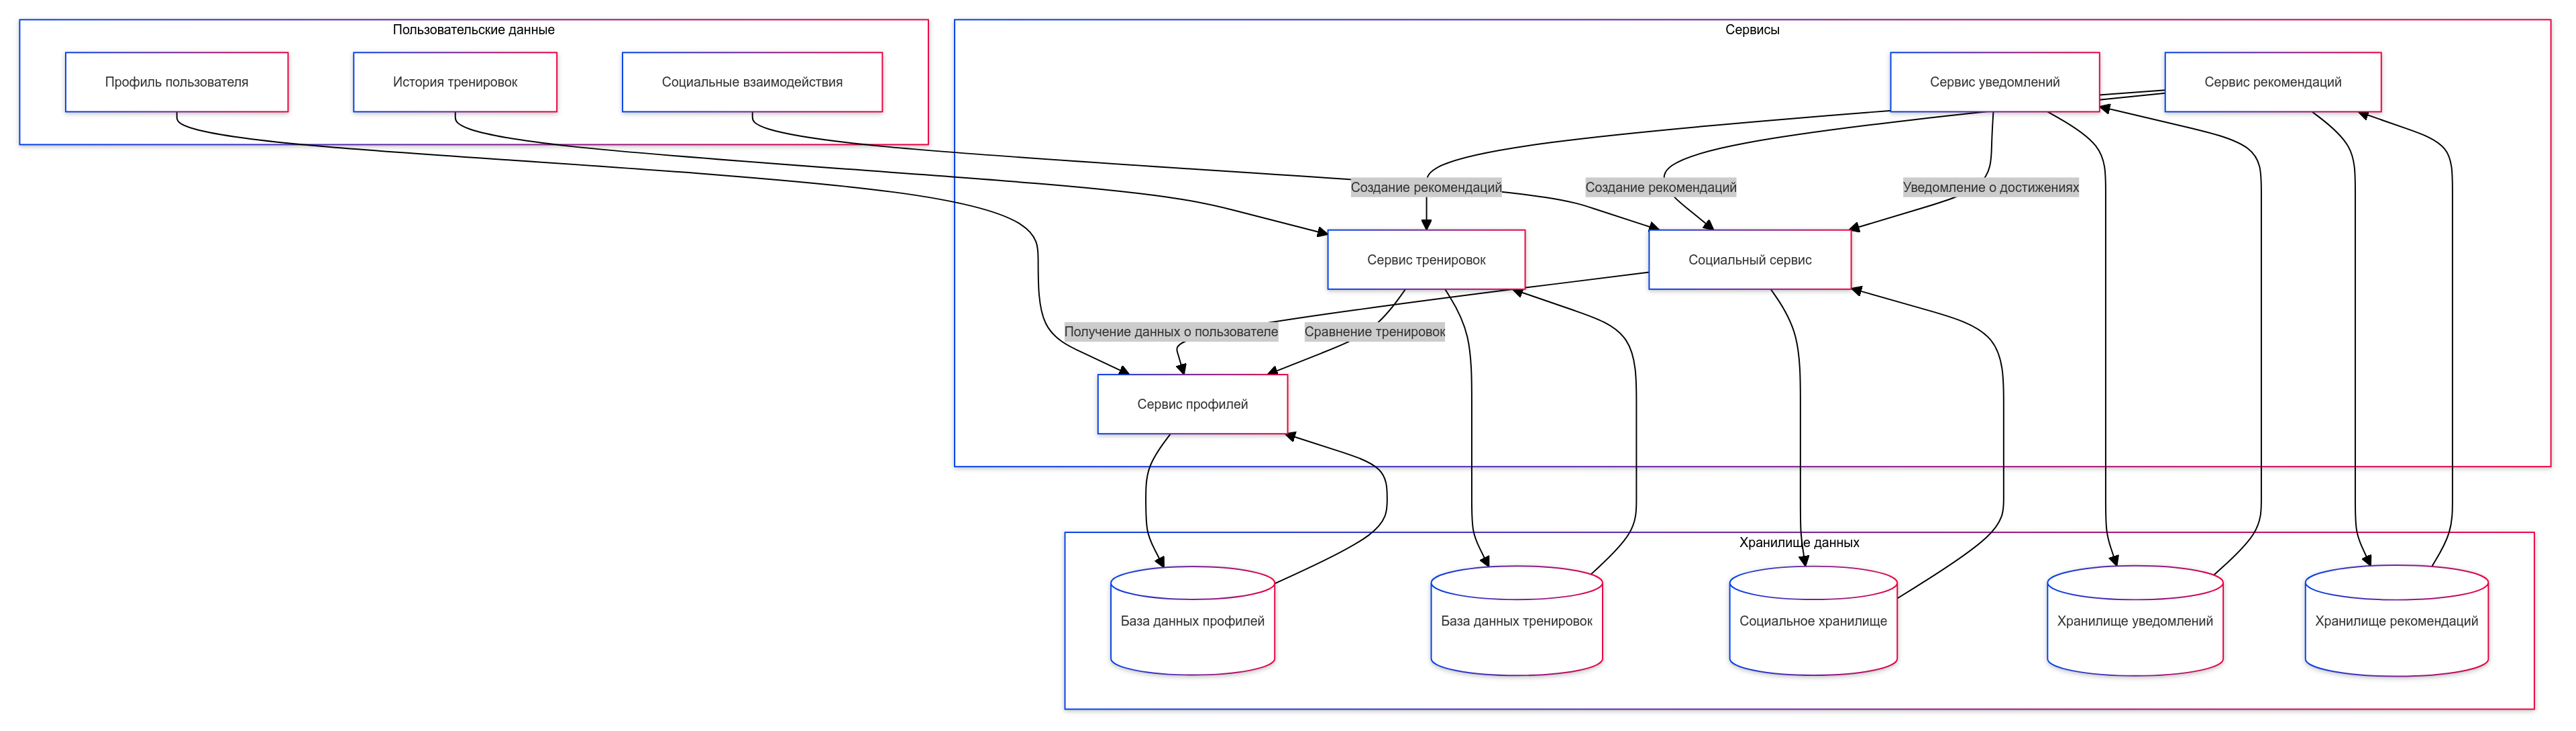 Пользовательские данные
Профиль пользователя
История тренировок
Социальные взаимодействия
Сервисы
Сервис уведомлений
Сервис рекомендаций
Создание рекомендаций
Создание рекомендаций
Уведомление о достижениях
Сервис тренировок
Социальный сервис
Получение данных о пользователе
Сравнение тренировок
Сервис профилей
Хранилище данных
База данных профилей
База данных тренировок
Социальное хранилище
Хранилище уведомлений
Хранилище рекомендаций